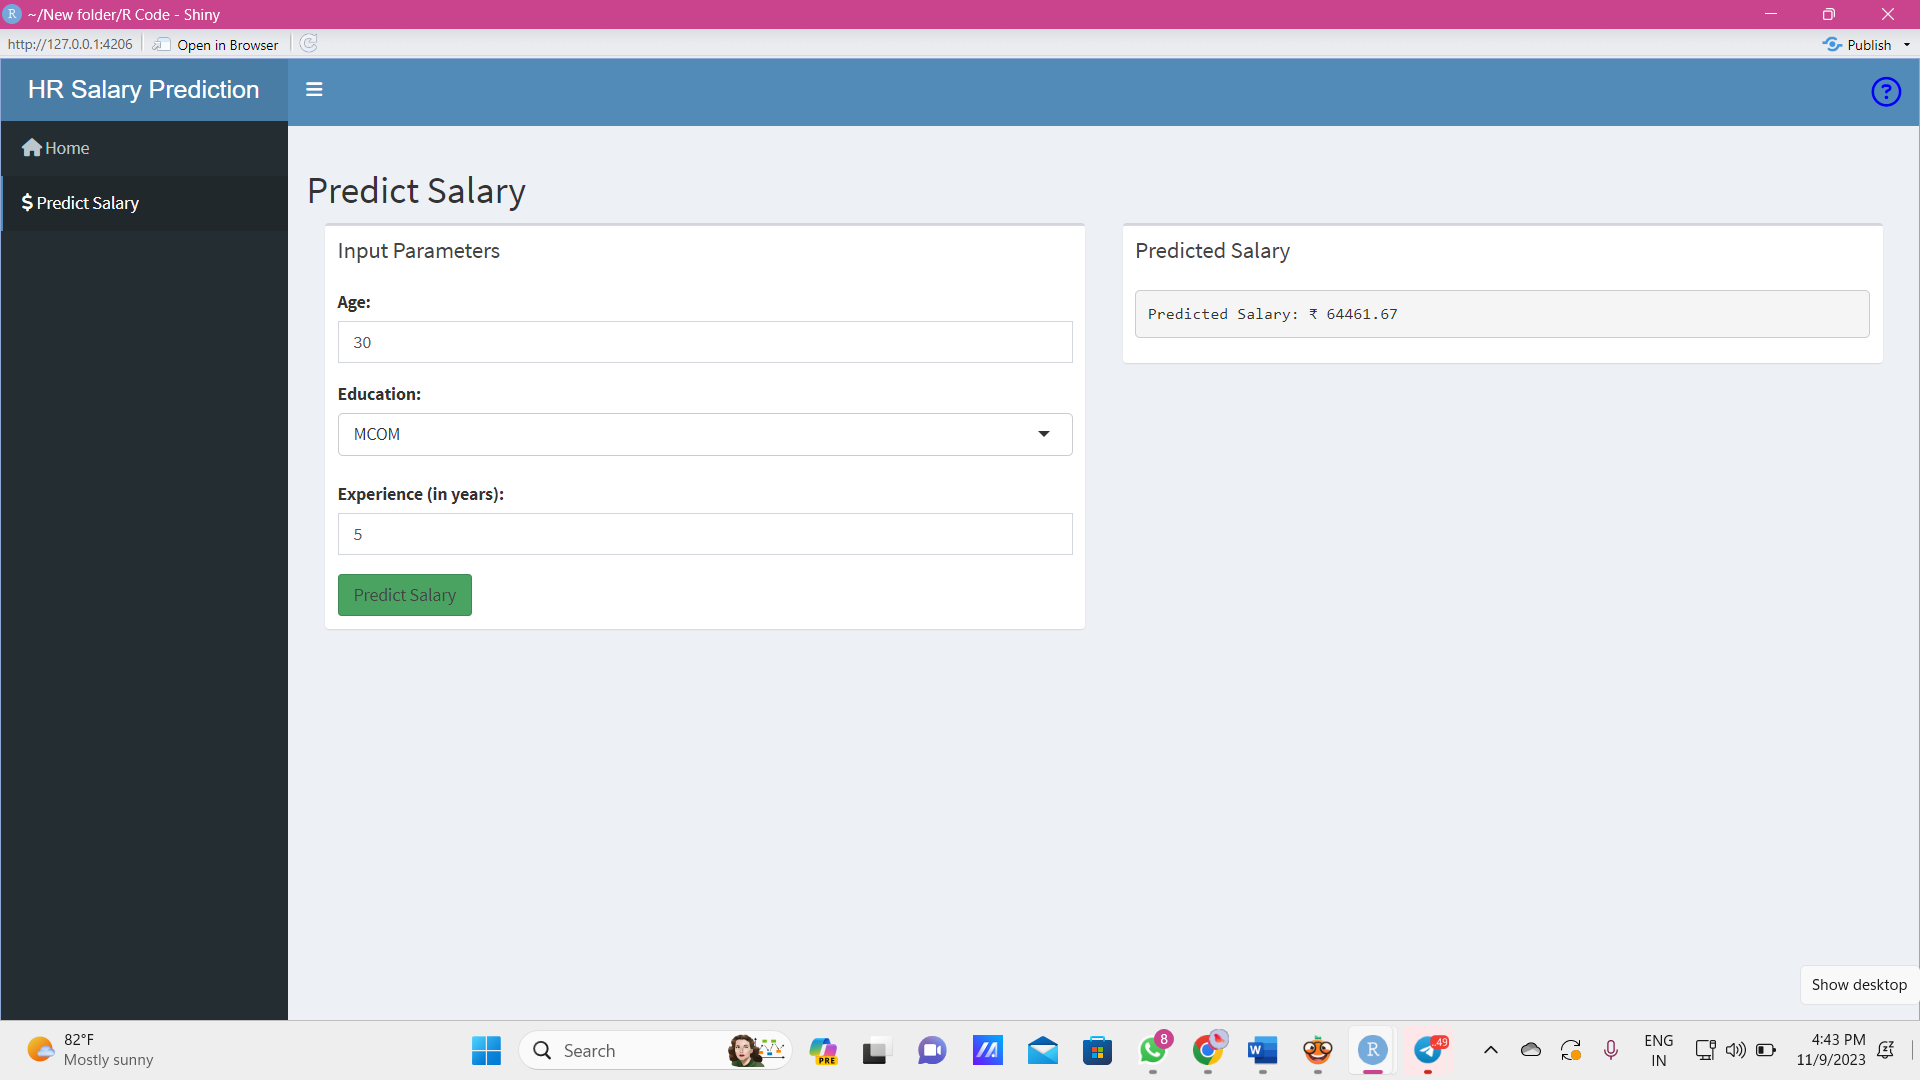 R ~/New folder/R Code - Shiny
http://127.0.0.1:4206 Open in Browser Publish
HR Salary Prediction ?
Home
$ Predict Salary
Predict Salary
Input Parameters
Age:
30
Education:
MCOM
Experience (in years):
5
Predict Salary
Predicted Salary
Predicted Salary: ₹ 64461.67
Show desktop
82°F
Mostly sunny
Search
PRE
8
W
R
49
ENG
IN
4:43 PM
11/9/2023